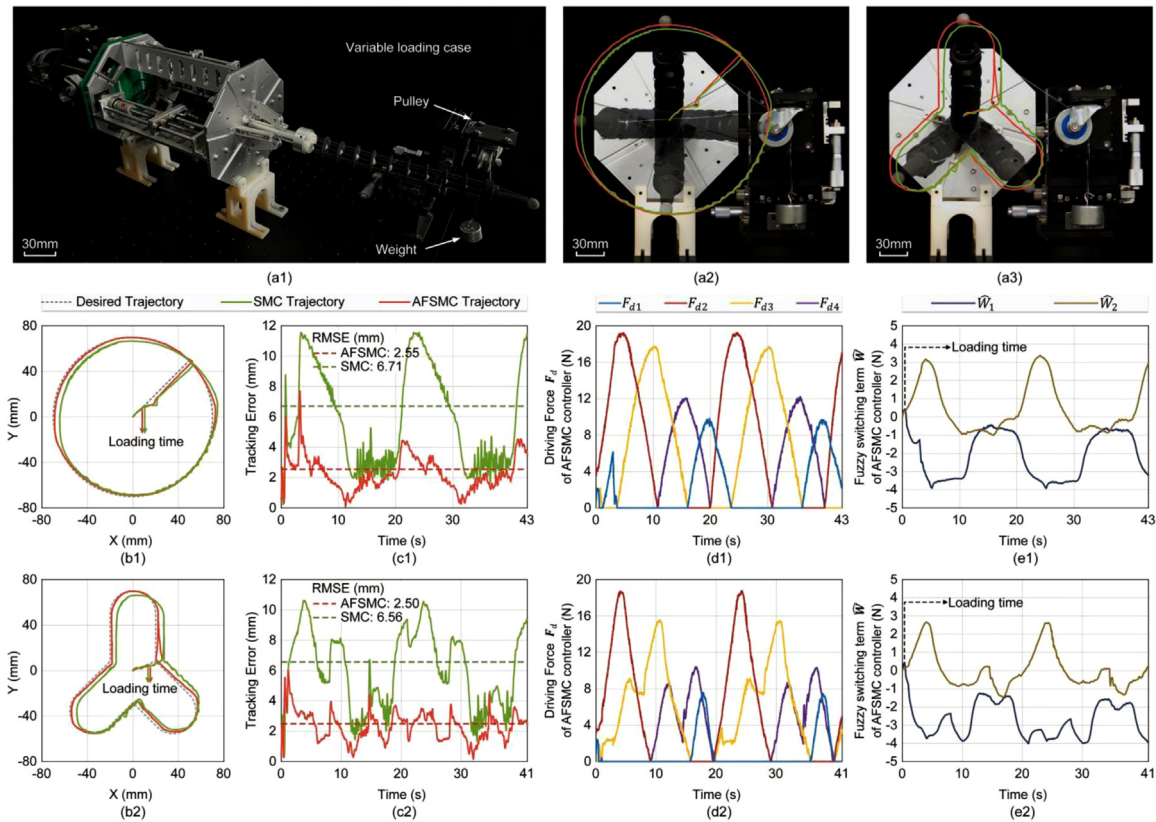 Variable loading case
Pulley
Weight
30mm
(a1)
30mm
(a2)
30mm
(a3)
Desired Trajectory
SMC Trajectory
AFSMC Trajectory
F_d1
F_d2
F_d3
F_d4
Ŵ_1
Ŵ_2
80
40
0
-40
-80
Y (mm)
Loading time
-80 -40 0 40 80
X (mm)
(b1)
12
10
8
6
4
2
0
Tracking Error (mm)
RMSE (mm)
AFSMC: 2.55
SMC: 6.71
0 10 20 30 43
Time (s)
(c1)
20
16
12
8
4
0
Driving Force F_d
of AFSMC controller (N)
0 10 20 30 43
Time (s)
(d1)
5
4
3
2
1
0
-1
-2
-3
-4
-5
Fuzzy switching term Ŵ
of AFSMC controller (N)
Loading time
0 10 20 30 43
Time (s)
(e1)
80
40
0
-40
-80
Y (mm)
Loading time
-80 -40 0 40 80
X (mm)
(b2)
12
10
8
6
4
2
0
Tracking Error (mm)
RMSE (mm)
AFSMC: 2.50
SMC: 6.56
0 10 20 30 41
Time (s)
(c2)
20
16
12
8
4
0
Driving Force F_d
of AFSMC controller (N)
0 10 20 30 41
Time (s)
(d2)
5
4
3
2
1
0
-1
-2
-3
-4
-5
Fuzzy switching term Ŵ
of AFSMC controller (N)
Loading time
0 10 20 30 41
Time (s)
(e2)